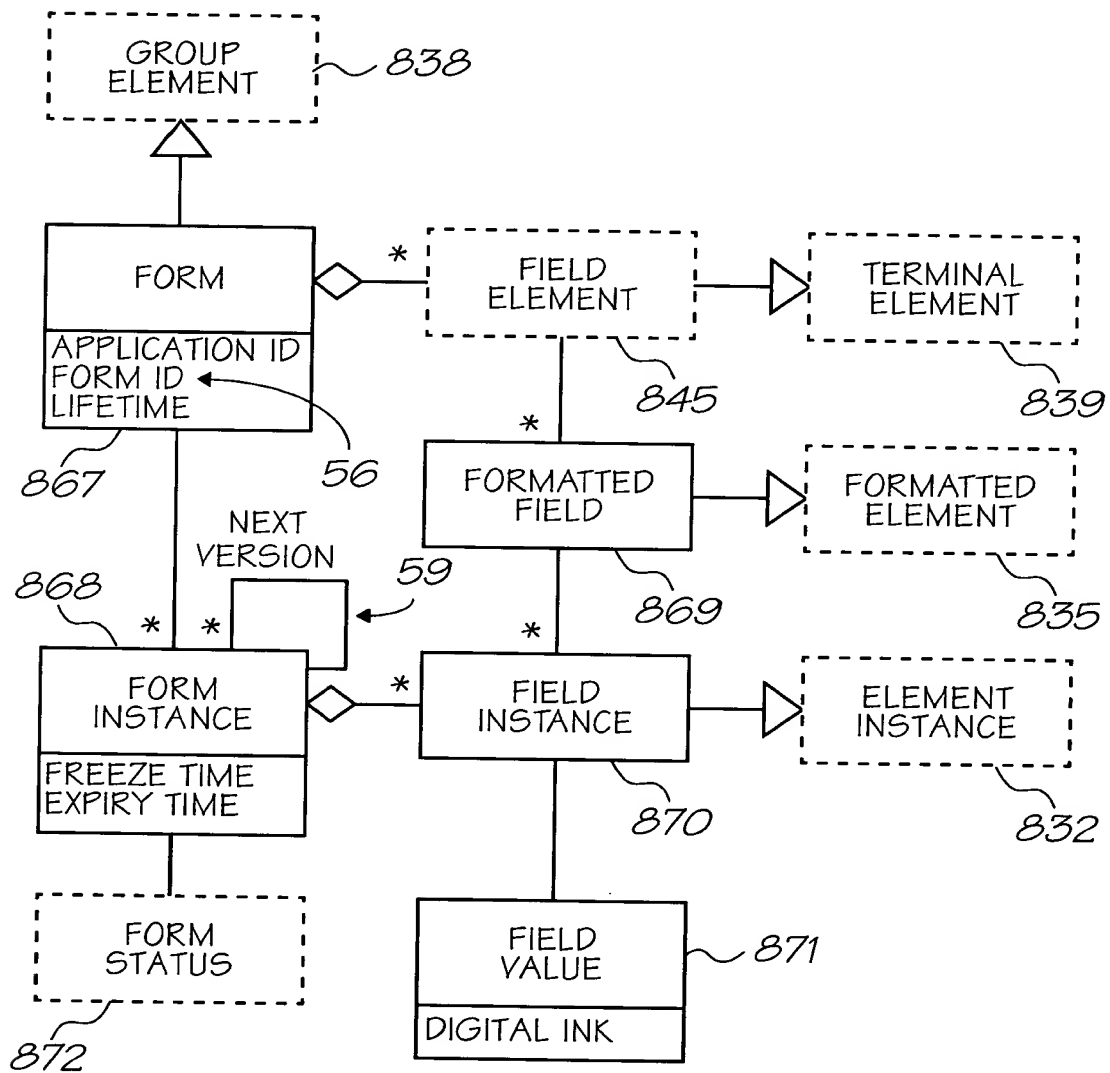 GROUP
ELEMENT
838
FORM
APPLICATION ID
FORM ID
LIFETIME
867
56
*
FIELD
ELEMENT
845
TERMINAL
ELEMENT
839
*
FORMATTED
FIELD
869
FORMATTED
ELEMENT
835
NEXT
VERSION
59
868
*
*
FORM
INSTANCE
FREEZE TIME
EXPIRY TIME
*
*
FIELD
INSTANCE
870
ELEMENT
INSTANCE
832
FORM
STATUS
872
FIELD
VALUE
DIGITAL INK
871